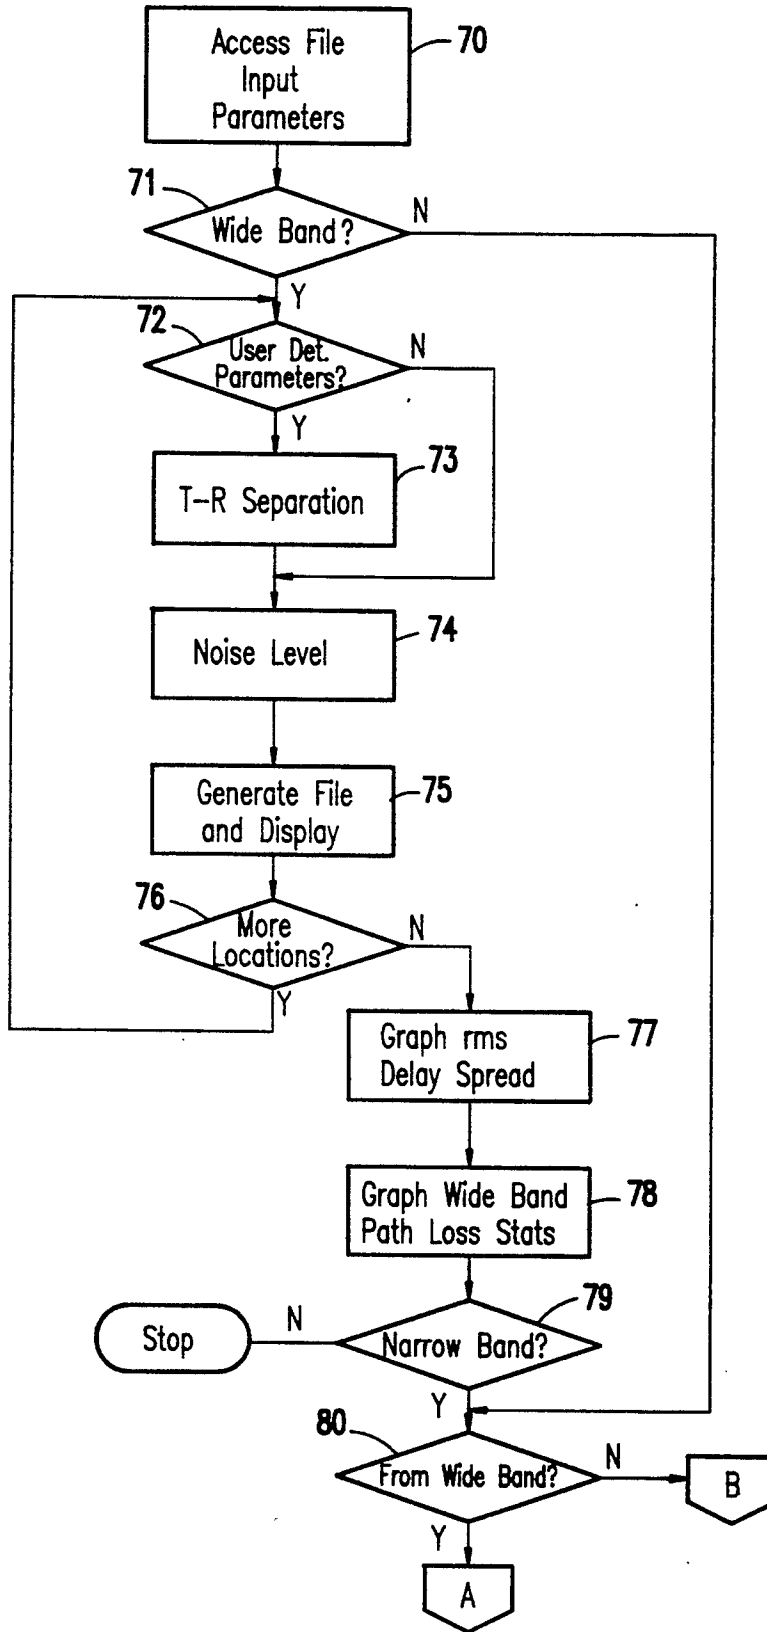 Access File
Input
Parameters
70
71
Wide Band?
N
Y
72
User Det.
Parameters?
N
Y
73
T-R Separation
74
Noise Level
Generate File
and Display
75
76
More
Locations?
N
Y
Graph rms
Delay Spread
77
Graph Wide Band
Path Loss Stats
78
79
Stop
N
Narrow Band?
Y
80
From Wide Band?
N
B
Y
A